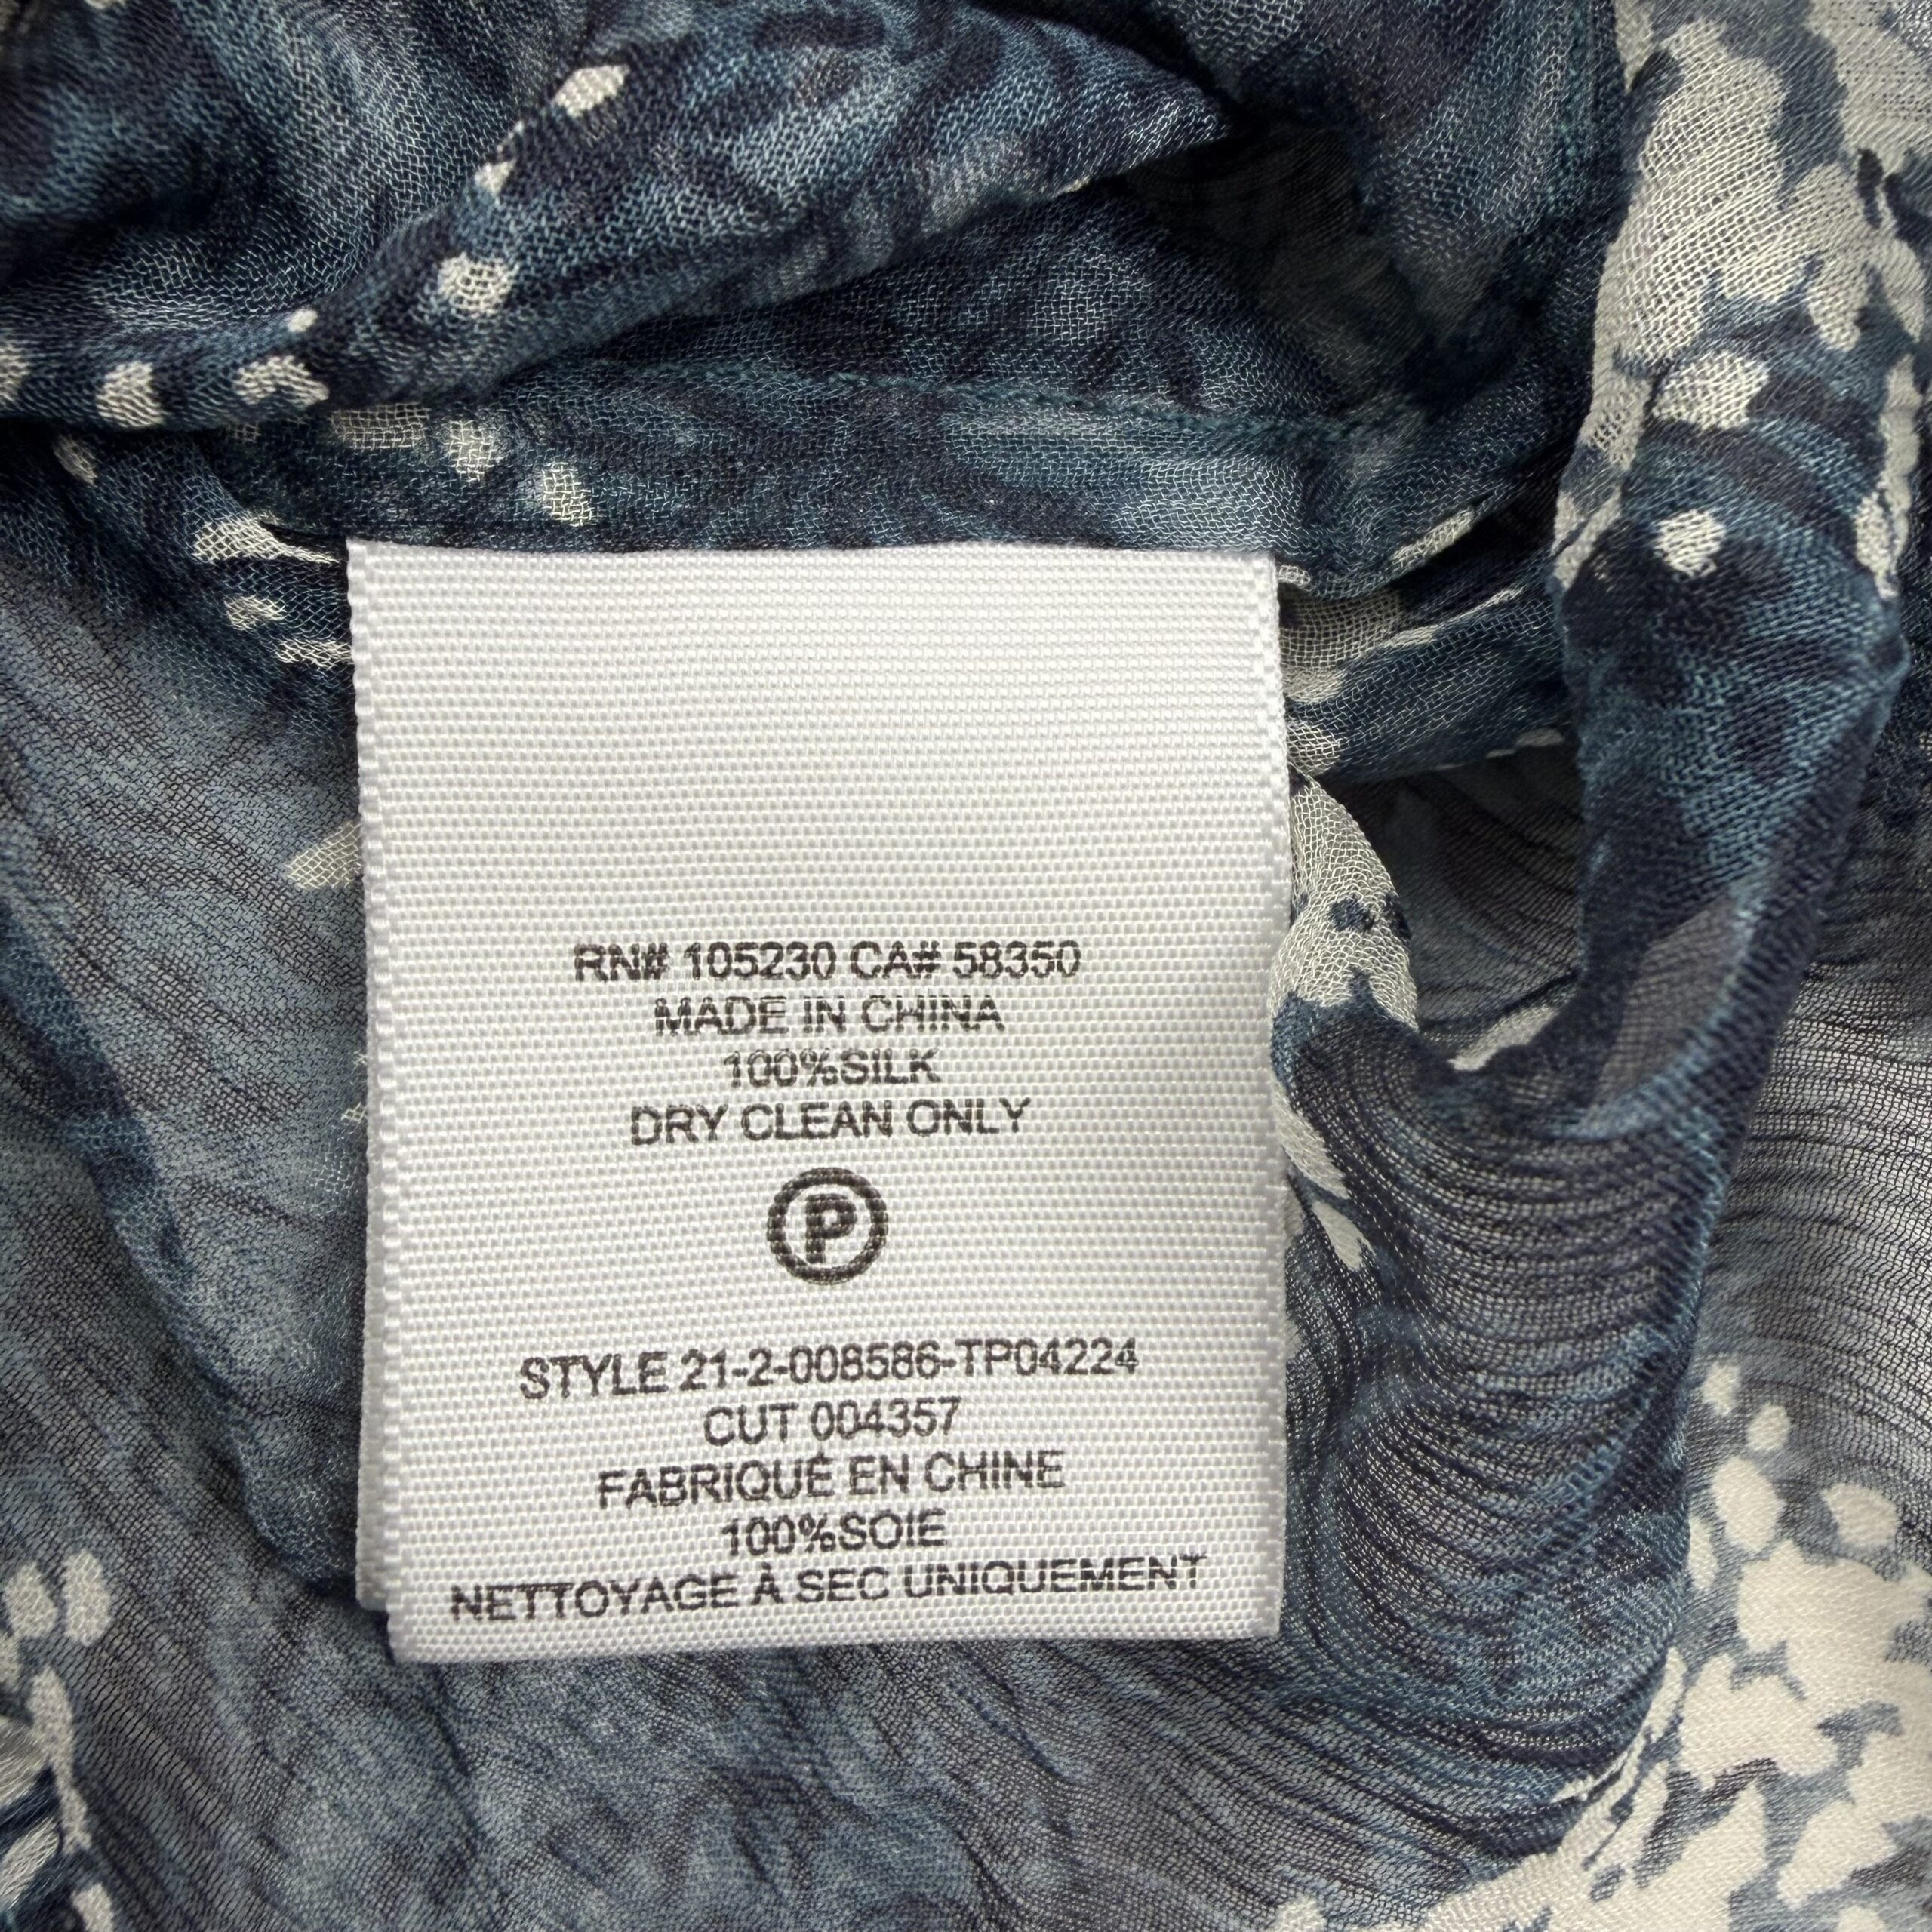 RN# 105230 CA# 58350
MADE IN CHINA
100%SILK
DRY CLEAN ONLY
P
STYLE 21-2-008586-TP04224
CUT 004357
FABRIQUÉ EN CHINE
100%SOIE
NETTOYAGE À SEC UNIQUEMENT